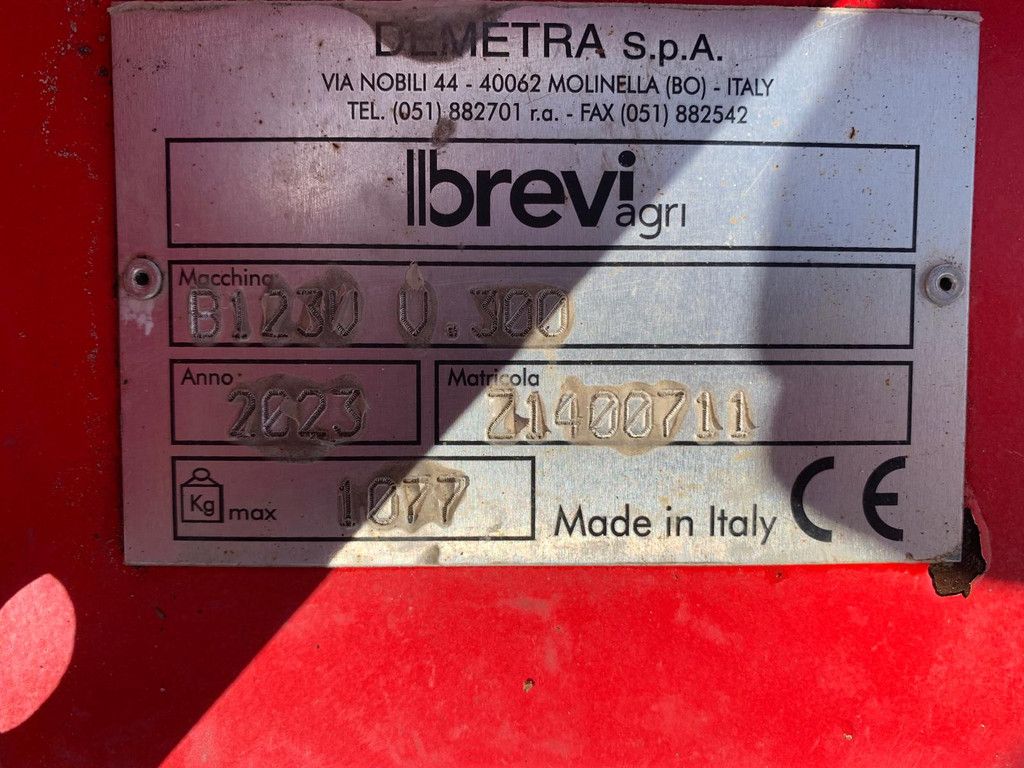 DEMETRA S.p.A.
VIA NOBILI 44 - 40062 MOLINELLA (BO) - ITALY
TEL. (051) 882701 r.a. - FAX (051) 882542
brevi
agri
Macchina
B123V V.300
Anno
2023
Matricola
Z1400711
Kg max
1077
Made in Italy
CE